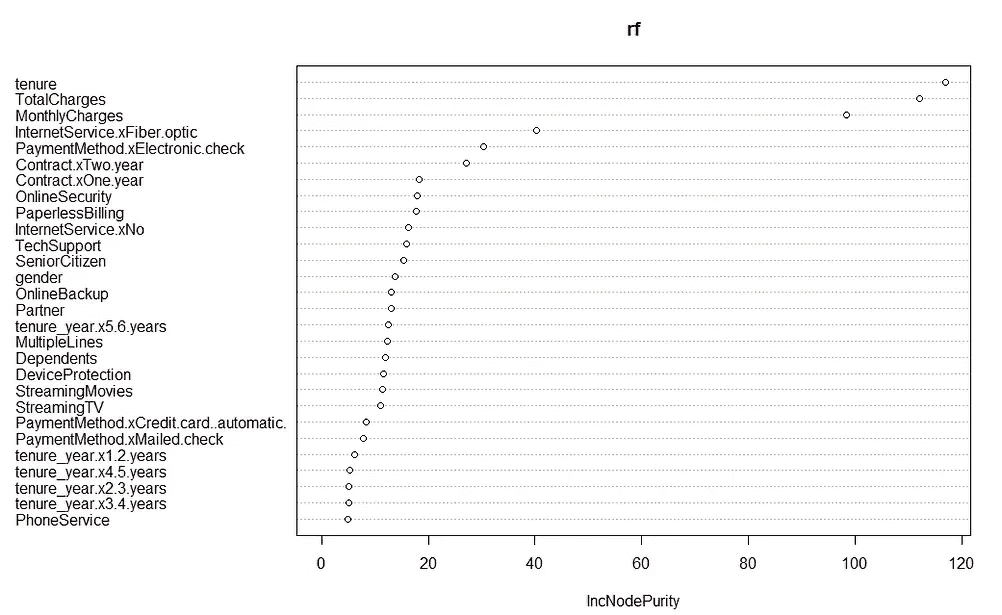 rf
tenure
TotalCharges
MonthlyCharges
InternetService.xFiber.optic
PaymentMethod.xElectronic.check
Contract.xTwo.year
Contract.xOne.year
OnlineSecurity
PaperlessBilling
InternetService.xNo
TechSupport
SeniorCitizen
gender
OnlineBackup
Partner
tenure_year.x5.6.years
MultipleLines
Dependents
DeviceProtection
StreamingMovies
StreamingTV
PaymentMethod.xCredit.card..automatic.
PaymentMethod.xMailed.check
tenure_year.x1.2.years
tenure_year.x4.5.years
tenure_year.x2.3.years
tenure_year.x3.4.years
PhoneService
0 20 40 60 80 100 120
IncNodePurity